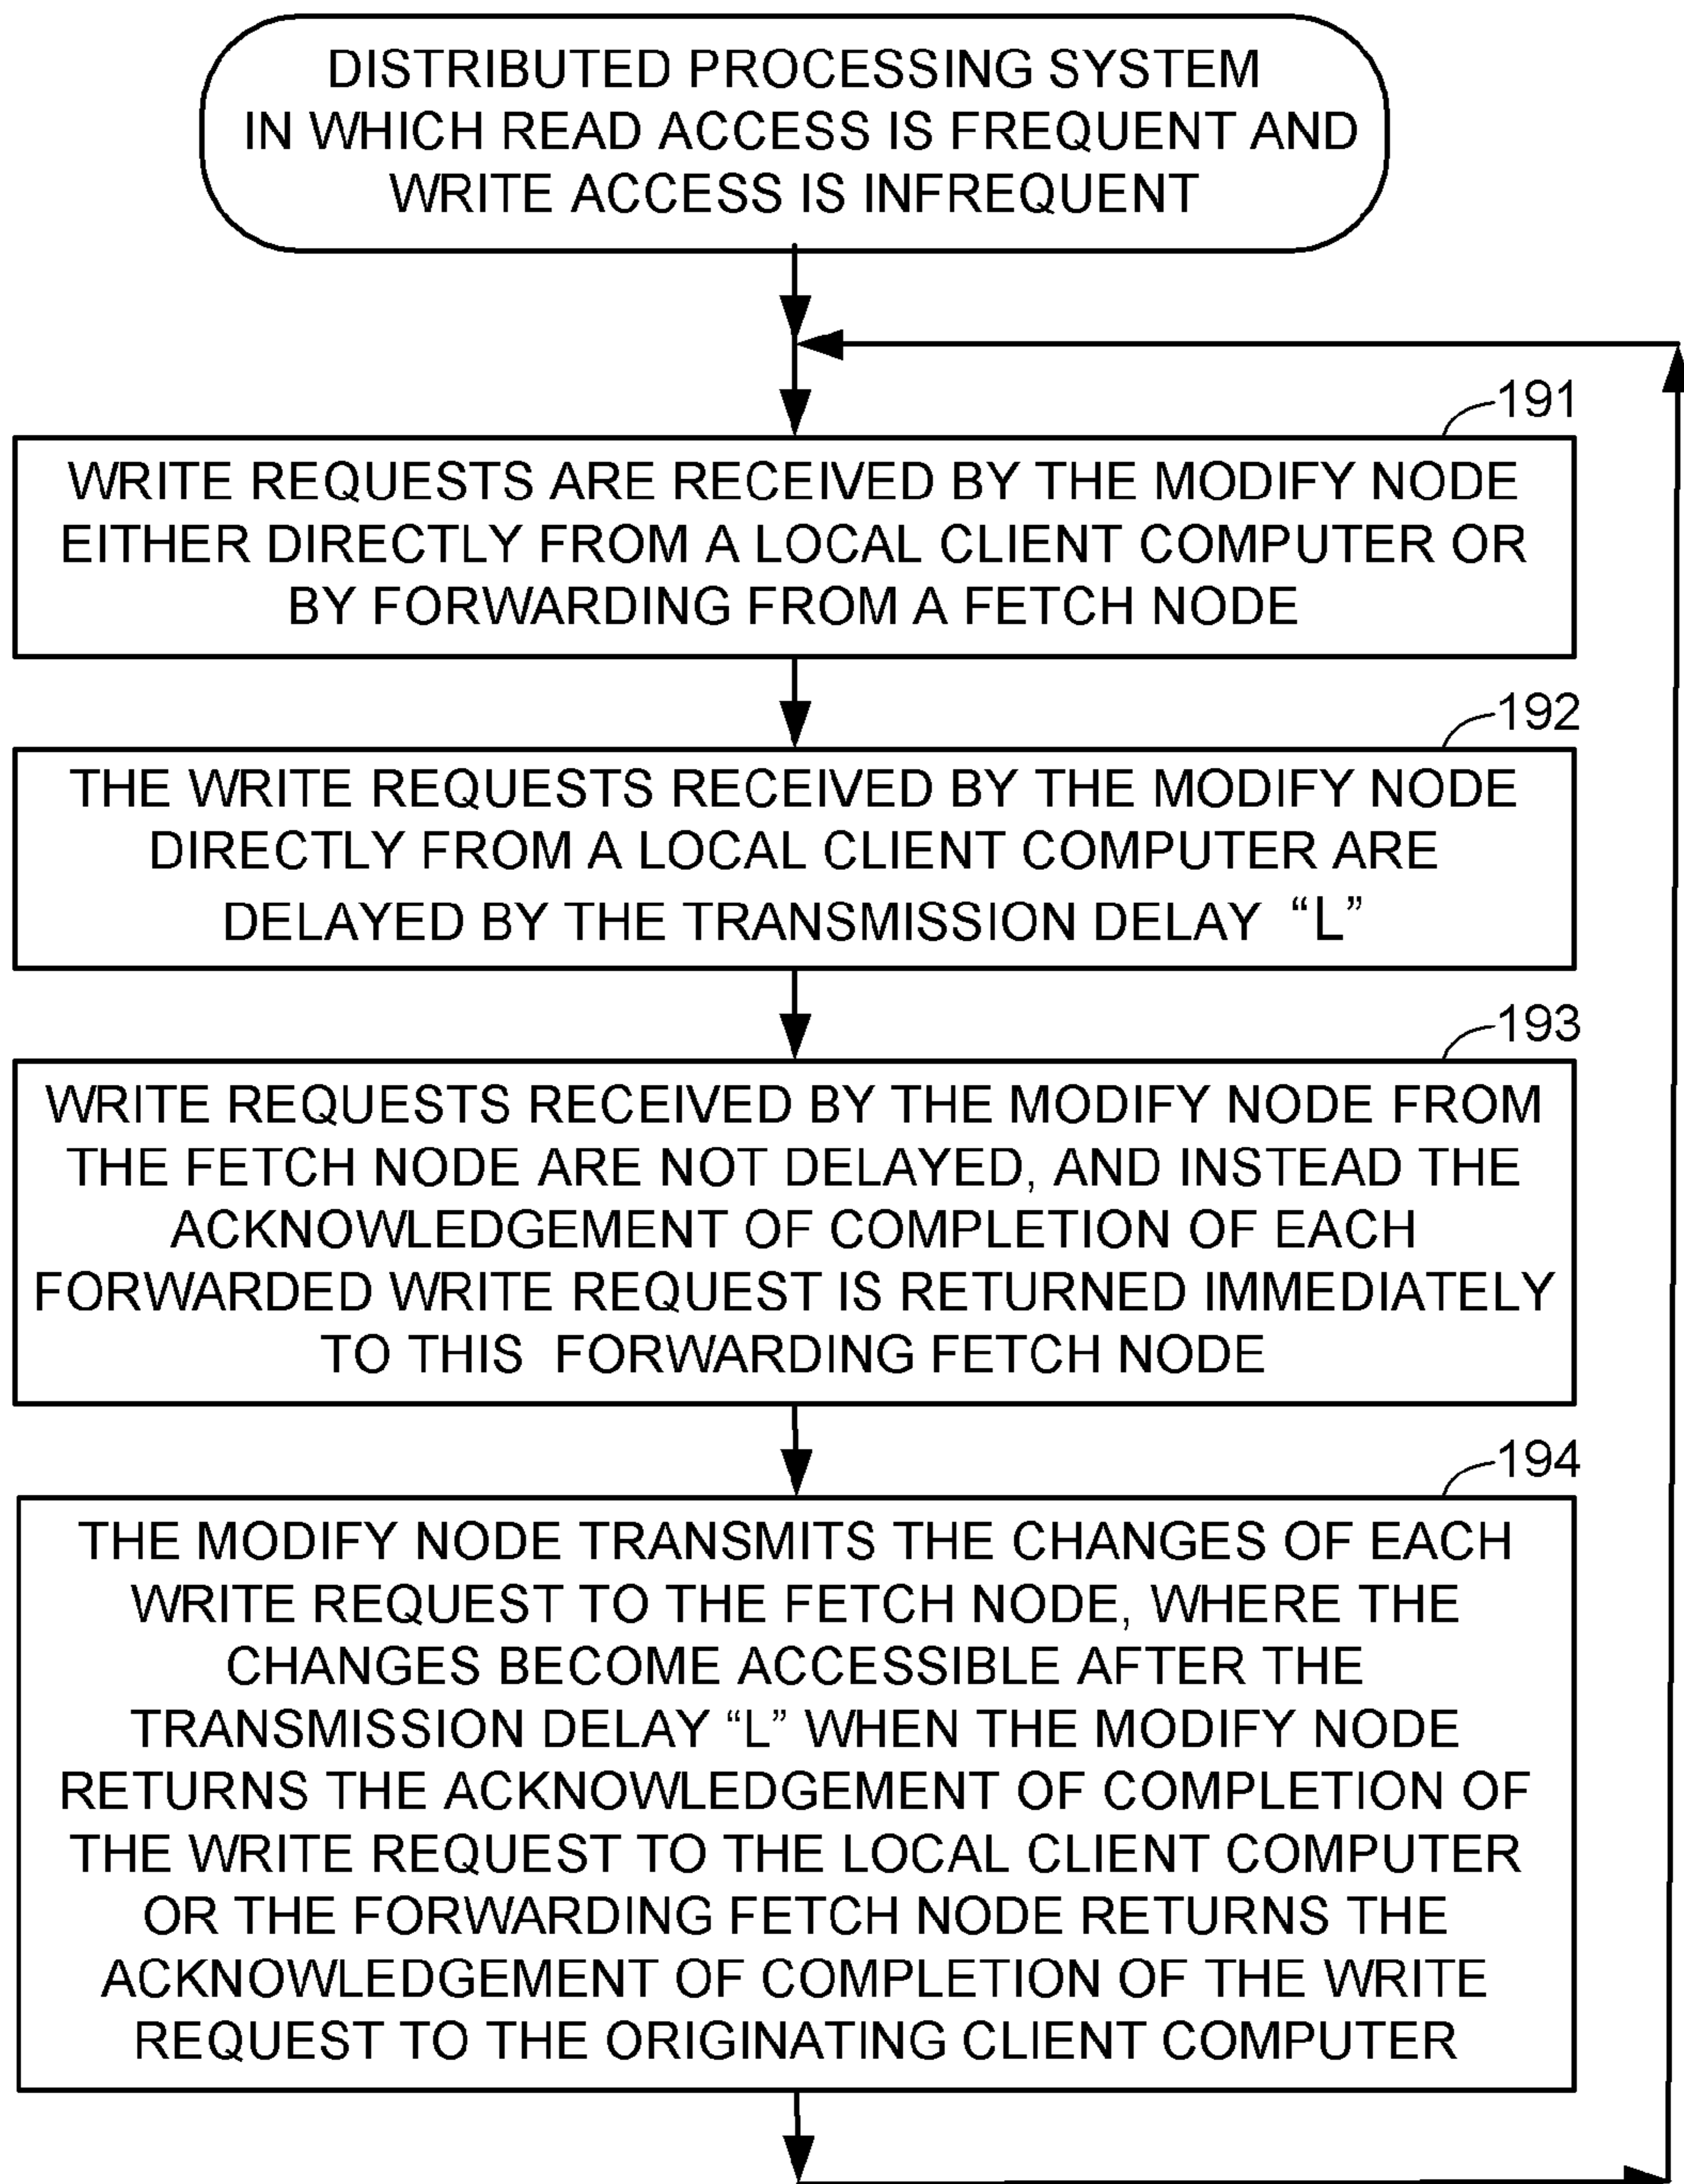 DISTRIBUTED PROCESSING SYSTEM
IN WHICH READ ACCESS IS FREQUENT AND
WRITE ACCESS IS INFREQUENT
191
WRITE REQUESTS ARE RECEIVED BY THE MODIFY NODE
EITHER DIRECTLY FROM A LOCAL CLIENT COMPUTER OR
BY FORWARDING FROM A FETCH NODE
192
THE WRITE REQUESTS RECEIVED BY THE MODIFY NODE
DIRECTLY FROM A LOCAL CLIENT COMPUTER ARE
DELAYED BY THE TRANSMISSION DELAY “L”
193
WRITE REQUESTS RECEIVED BY THE MODIFY NODE FROM
THE FETCH NODE ARE NOT DELAYED, AND INSTEAD THE
ACKNOWLEDGEMENT OF COMPLETION OF EACH
FORWARDED WRITE REQUEST IS RETURNED IMMEDIATELY
TO THIS FORWARDING FETCH NODE
194
THE MODIFY NODE TRANSMITS THE CHANGES OF EACH
WRITE REQUEST TO THE FETCH NODE, WHERE THE
CHANGES BECOME ACCESSIBLE AFTER THE
TRANSMISSION DELAY “L” WHEN THE MODIFY NODE
RETURNS THE ACKNOWLEDGEMENT OF COMPLETION OF
THE WRITE REQUEST TO THE LOCAL CLIENT COMPUTER
OR THE FORWARDING FETCH NODE RETURNS THE
ACKNOWLEDGEMENT OF COMPLETION OF THE WRITE
REQUEST TO THE ORIGINATING CLIENT COMPUTER